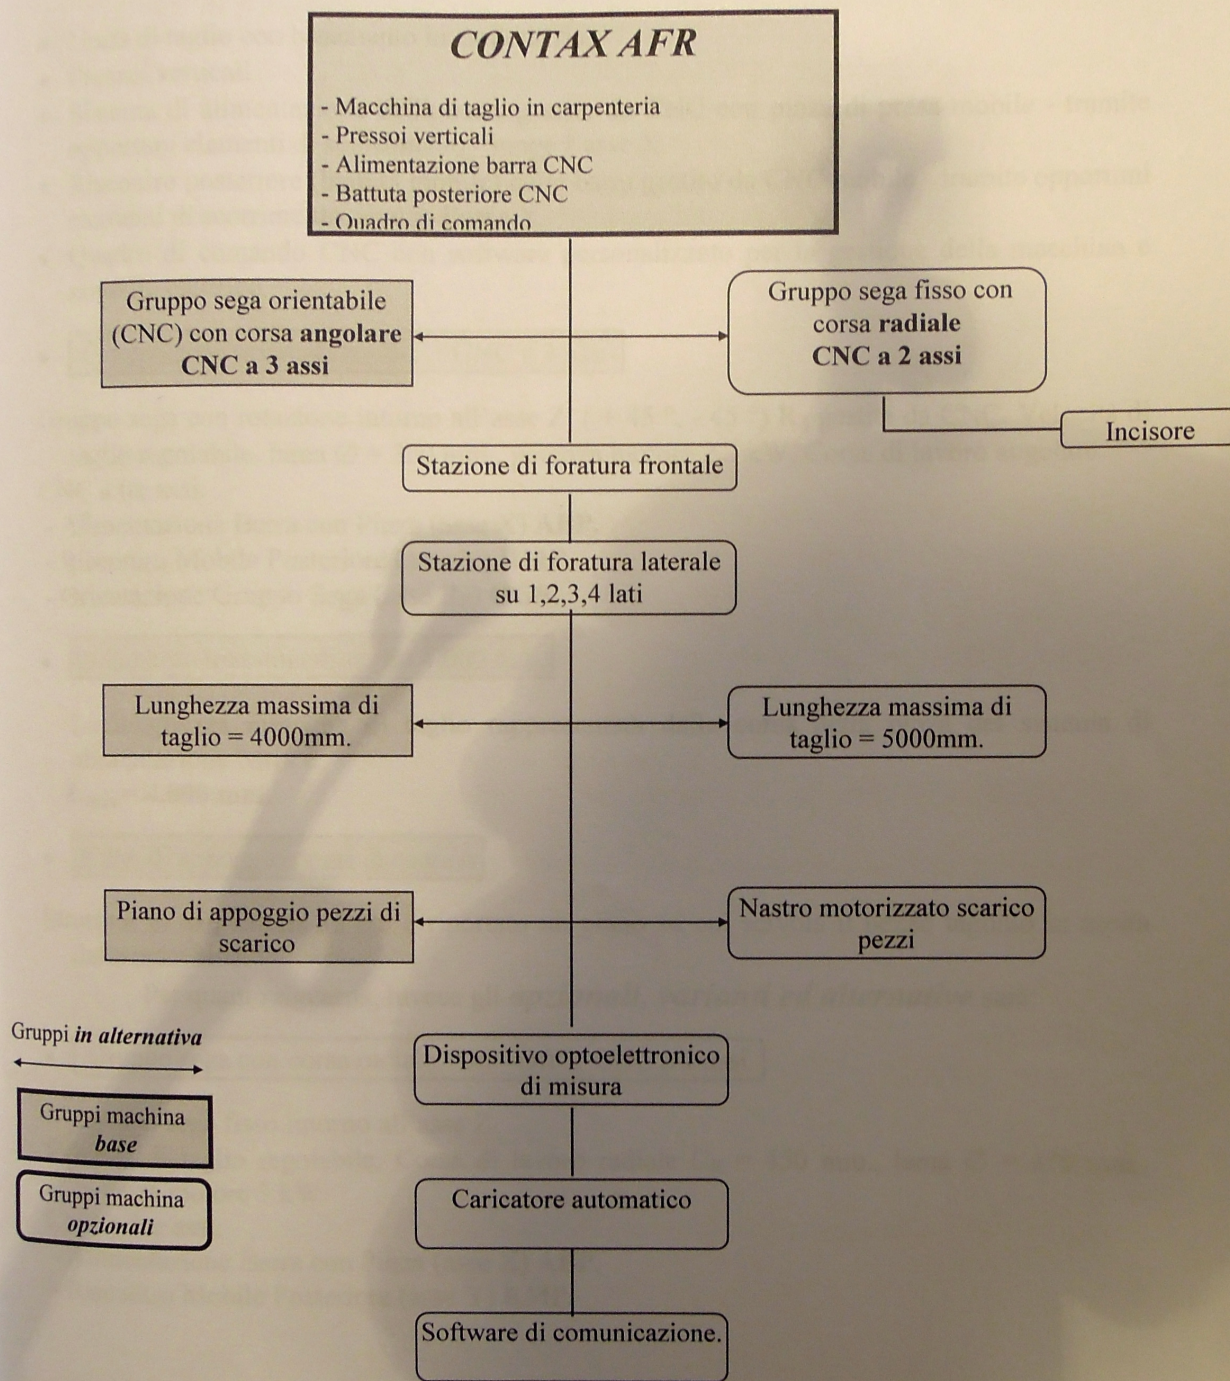 CONTAX AFR
- Macchina di taglio in carpenteria
- Pressoi verticali
- Alimentazione barra CNC
- Battuta posteriore CNC
- Quadro di comando
Gruppo sega orientabile
(CNC) con corsa angolare
CNC a 3 assi
Gruppo sega fisso con
corsa radiale
CNC a 2 assi
Incisore
Stazione di foratura frontale
Stazione di foratura laterale
su 1,2,3,4 lati
Lunghezza massima di
taglio = 4000mm.
Lunghezza massima di
taglio = 5000mm.
Piano di appoggio pezzi di
scarico
Nastro motorizzato scarico
pezzi
Gruppi in alternativa
Gruppi machina
base
Gruppi machina
opzionali
Dispositivo optoelettronico
di misura
Caricatore automatico
Software di comunicazione.